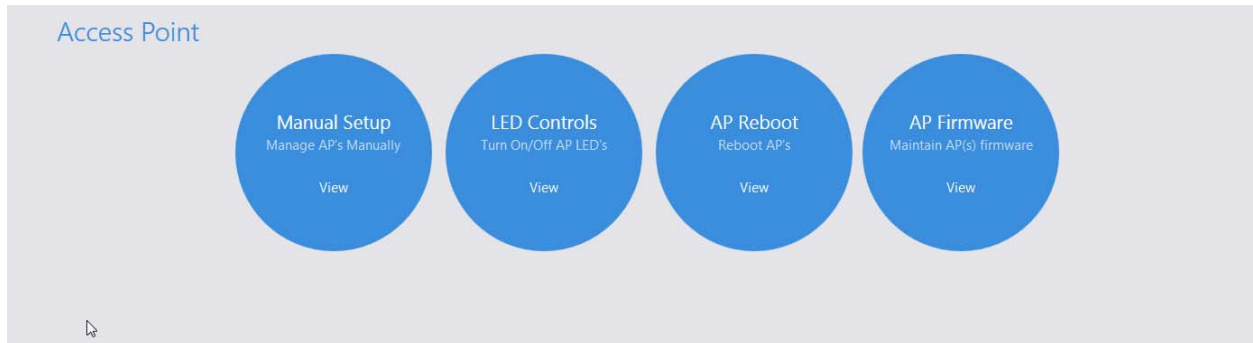 Access Point
Manual Setup
Manage AP's Manually
View
LED Controls
Turn On/Off AP LED's
View
AP Reboot
Reboot AP's
View
AP Firmware
Maintain AP(s) firmware
View